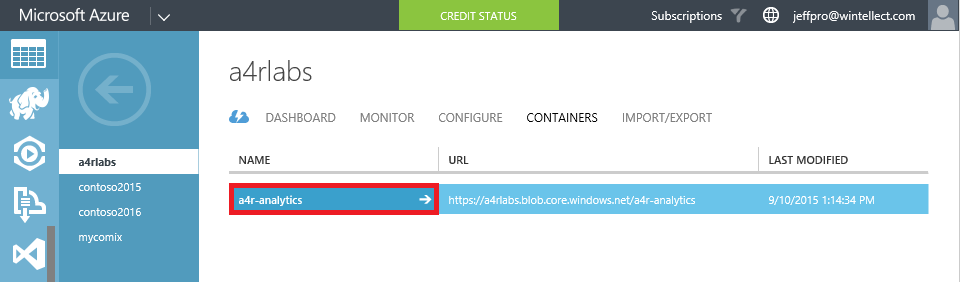 Microsoft Azure
CREDIT STATUS
Subscriptions
jeffpro@wintellect.com
a4rlabs
contoso2015
contoso2016
mycomix
a4rlabs
DASHBOARD MONITOR CONFIGURE CONTAINERS IMPORT/EXPORT
NAME URL LAST MODIFIED
a4r-analytics https://a4rlabs.blob.core.windows.net/a4r-analytics 9/10/2015 1:14:34 PM